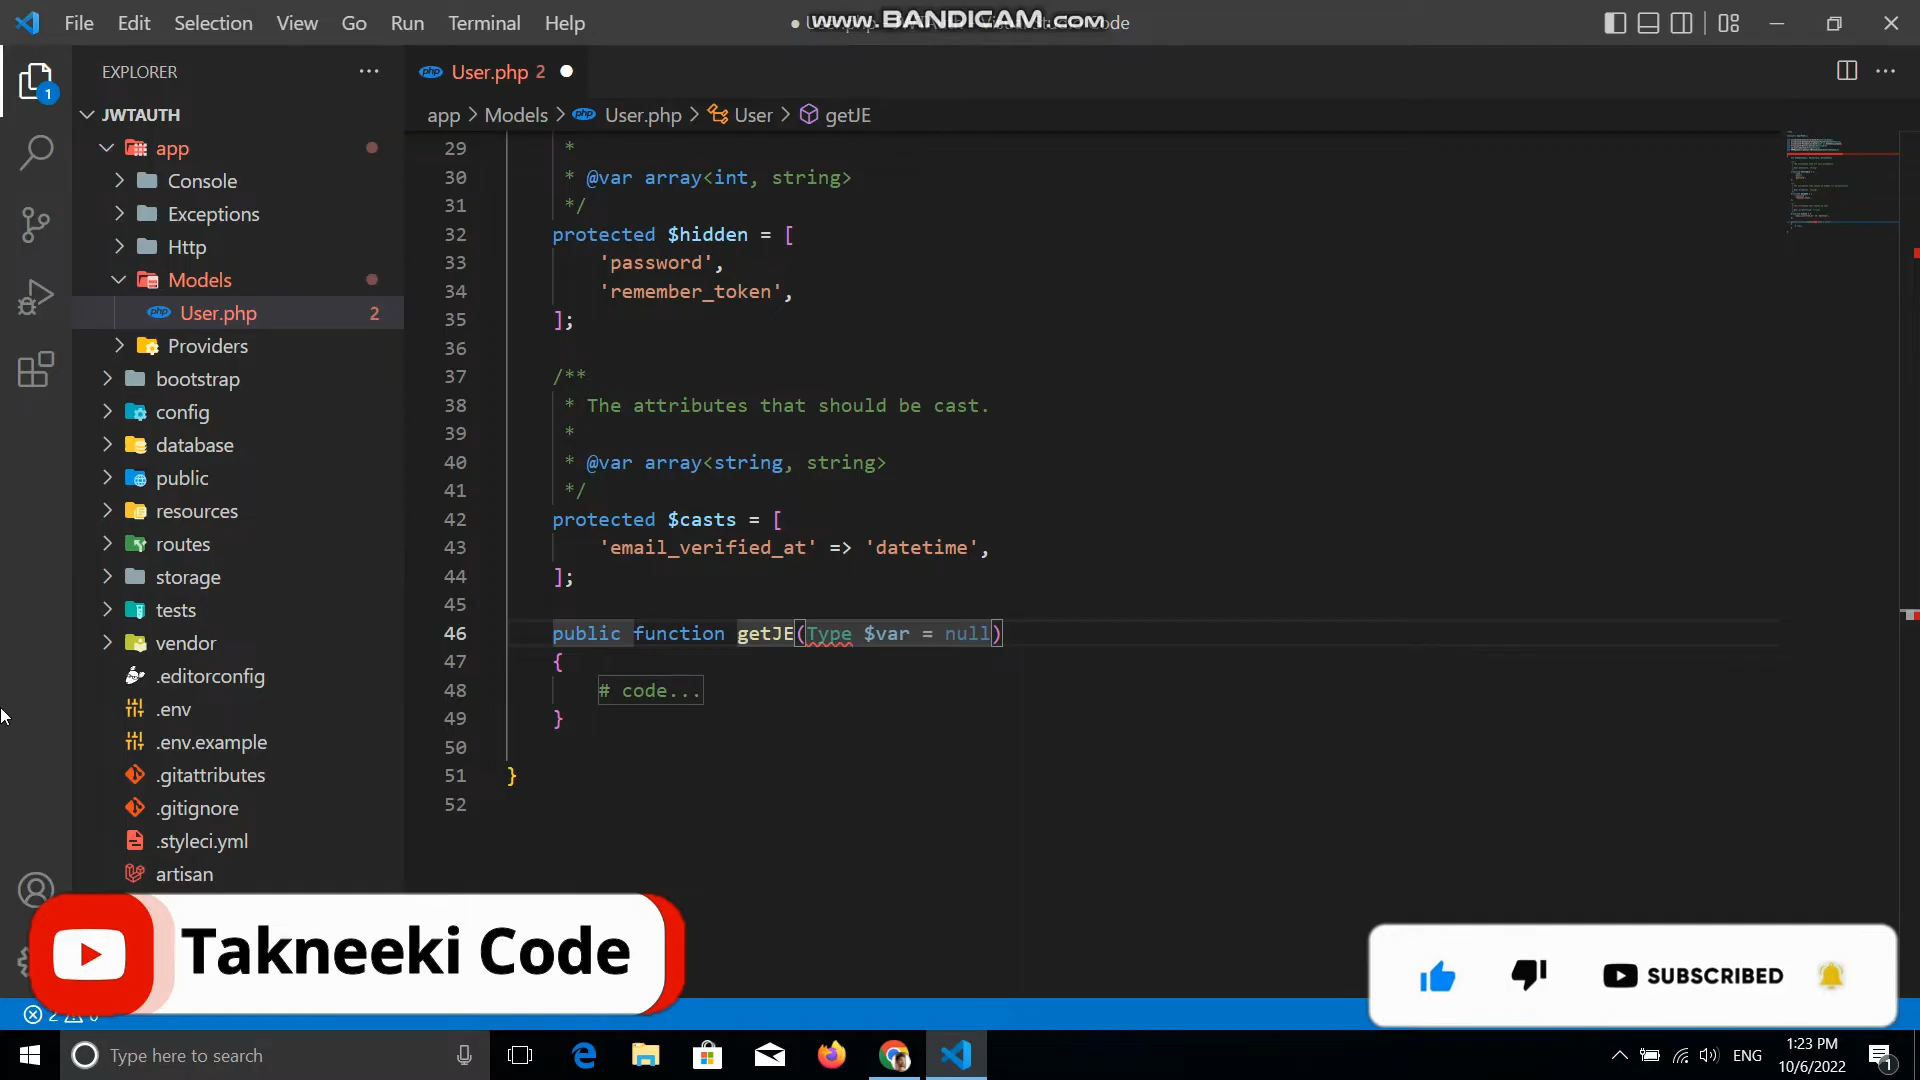 File Edit Selection View Go Run Terminal Help
www.BANDICAM.com
EXPLORER
User.php 2
JWTAUTH
app > Models > User.php > User > getJE
app
Console
Exceptions
Http
Models
User.php 2
Providers
bootstrap
config
database
public
resources
routes
storage
tests
vendor
.editorconfig
.env
.env.example
.gitattributes
.gitignore
.styleci.yml
artisan
1
29 *
30 * @var array<int, string>
31 */
32 protected $hidden = [
33 'password',
34 'remember_token',
35 ];
36
37 /**
38 * The attributes that should be cast.
39 *
40 * @var array<string, string>
41 */
42 protected $casts = [
43 'email_verified_at' => 'datetime',
44 ];
45
46 public function getJE(Type $var = null)
47 {
48 # code...
49 }
50
51 }
52
Takneeki Code
SUBSCRIBED
Type here to search
ENG
1:23 PM
10/6/2022
1